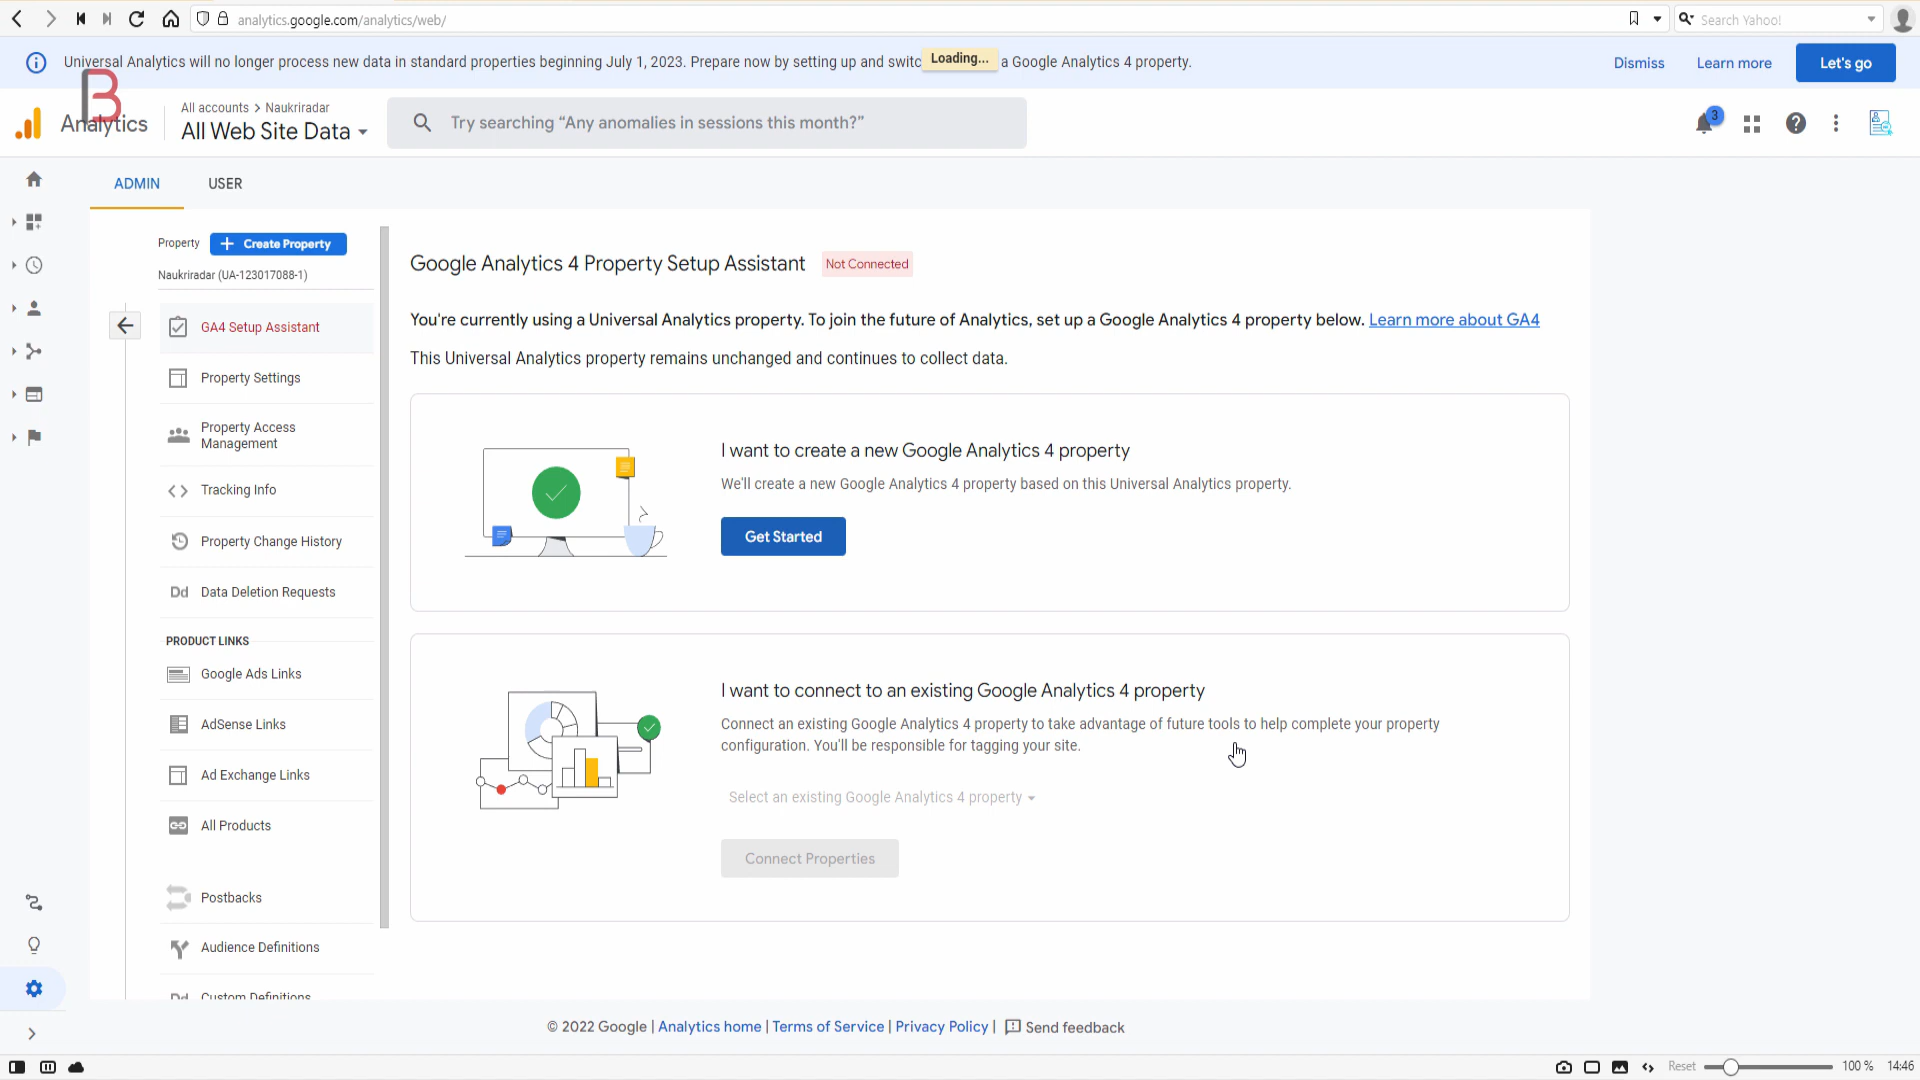 analytics.google.com/analytics/web/
Search Yahoo!
Universal Analytics will no longer process new data in standard properties beginning July 1, 2023. Prepare now by setting up and switc
Loading...
a Google Analytics 4 property.
Dismiss
Learn more
Let's go
B
Analytics
All accounts > Naukriradar
All Web Site Data
Try searching “Any anomalies in sessions this month?”
3
ADMIN
USER
Property
+ Create Property
Naukriradar (UA-123017088-1)
GA4 Setup Assistant
Property Settings
Property Access
Management
Tracking Info
Property Change History
Dd Data Deletion Requests
PRODUCT LINKS
Google Ads Links
AdSense Links
Ad Exchange Links
All Products
Postbacks
Audience Definitions
Dd Custom Definitions
Google Analytics 4 Property Setup Assistant
Not Connected
You're currently using a Universal Analytics property. To join the future of Analytics, set up a Google Analytics 4 property below. Learn more about GA4
This Universal Analytics property remains unchanged and continues to collect data.
I want to create a new Google Analytics 4 property
We'll create a new Google Analytics 4 property based on this Universal Analytics property.
Get Started
I want to connect to an existing Google Analytics 4 property
Connect an existing Google Analytics 4 property to take advantage of future tools to help complete your property
configuration. You'll be responsible for tagging your site.
Select an existing Google Analytics 4 property
Connect Properties
© 2022 Google | Analytics home | Terms of Service | Privacy Policy | Send feedback
Reset
100 %
14:46